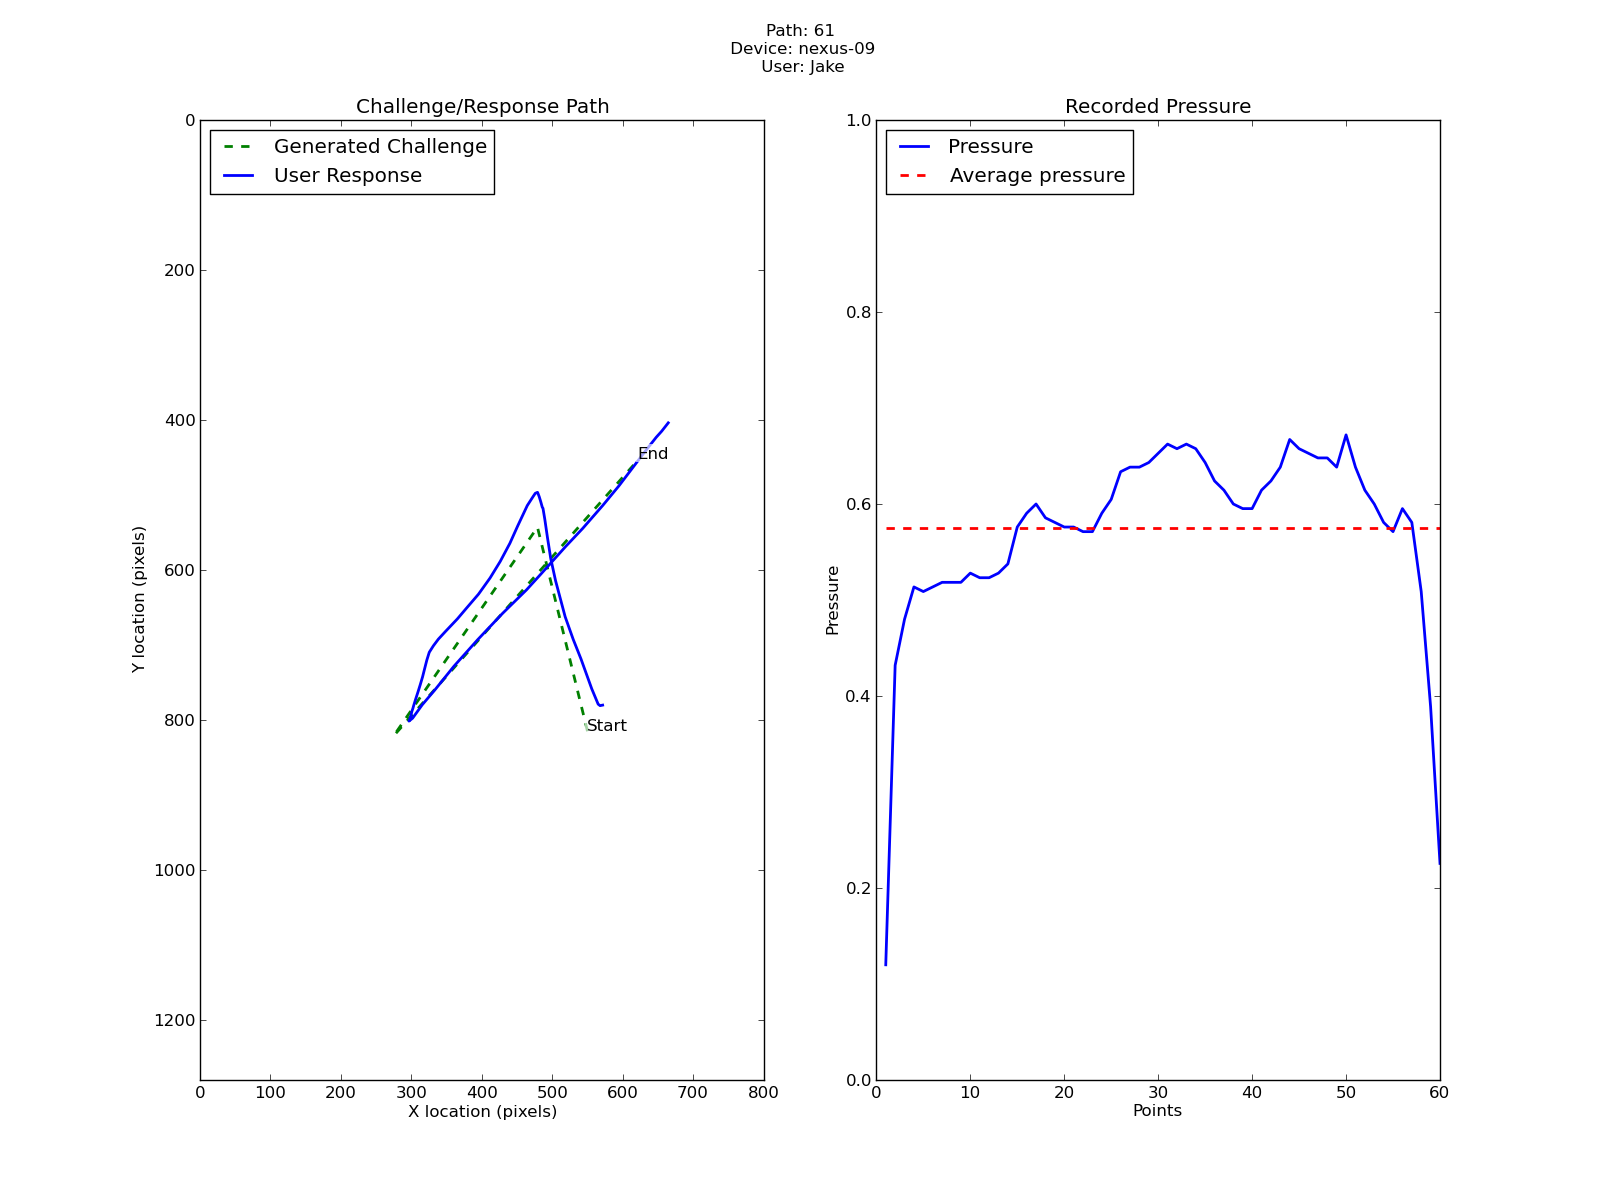 Path: 61
Device: nexus-09
User: Jake
Challenge/Response Path
Generated Challenge
User Response
0
200
400
600
800
1000
1200
Y location (pixels)
End
Start
0 100 200 300 400 500 600 700 800
X location (pixels)
Recorded Pressure
Pressure
Average pressure
1.0
0.8
0.6
0.4
0.2
0.0
Pressure
0 10 20 30 40 50 60
Points